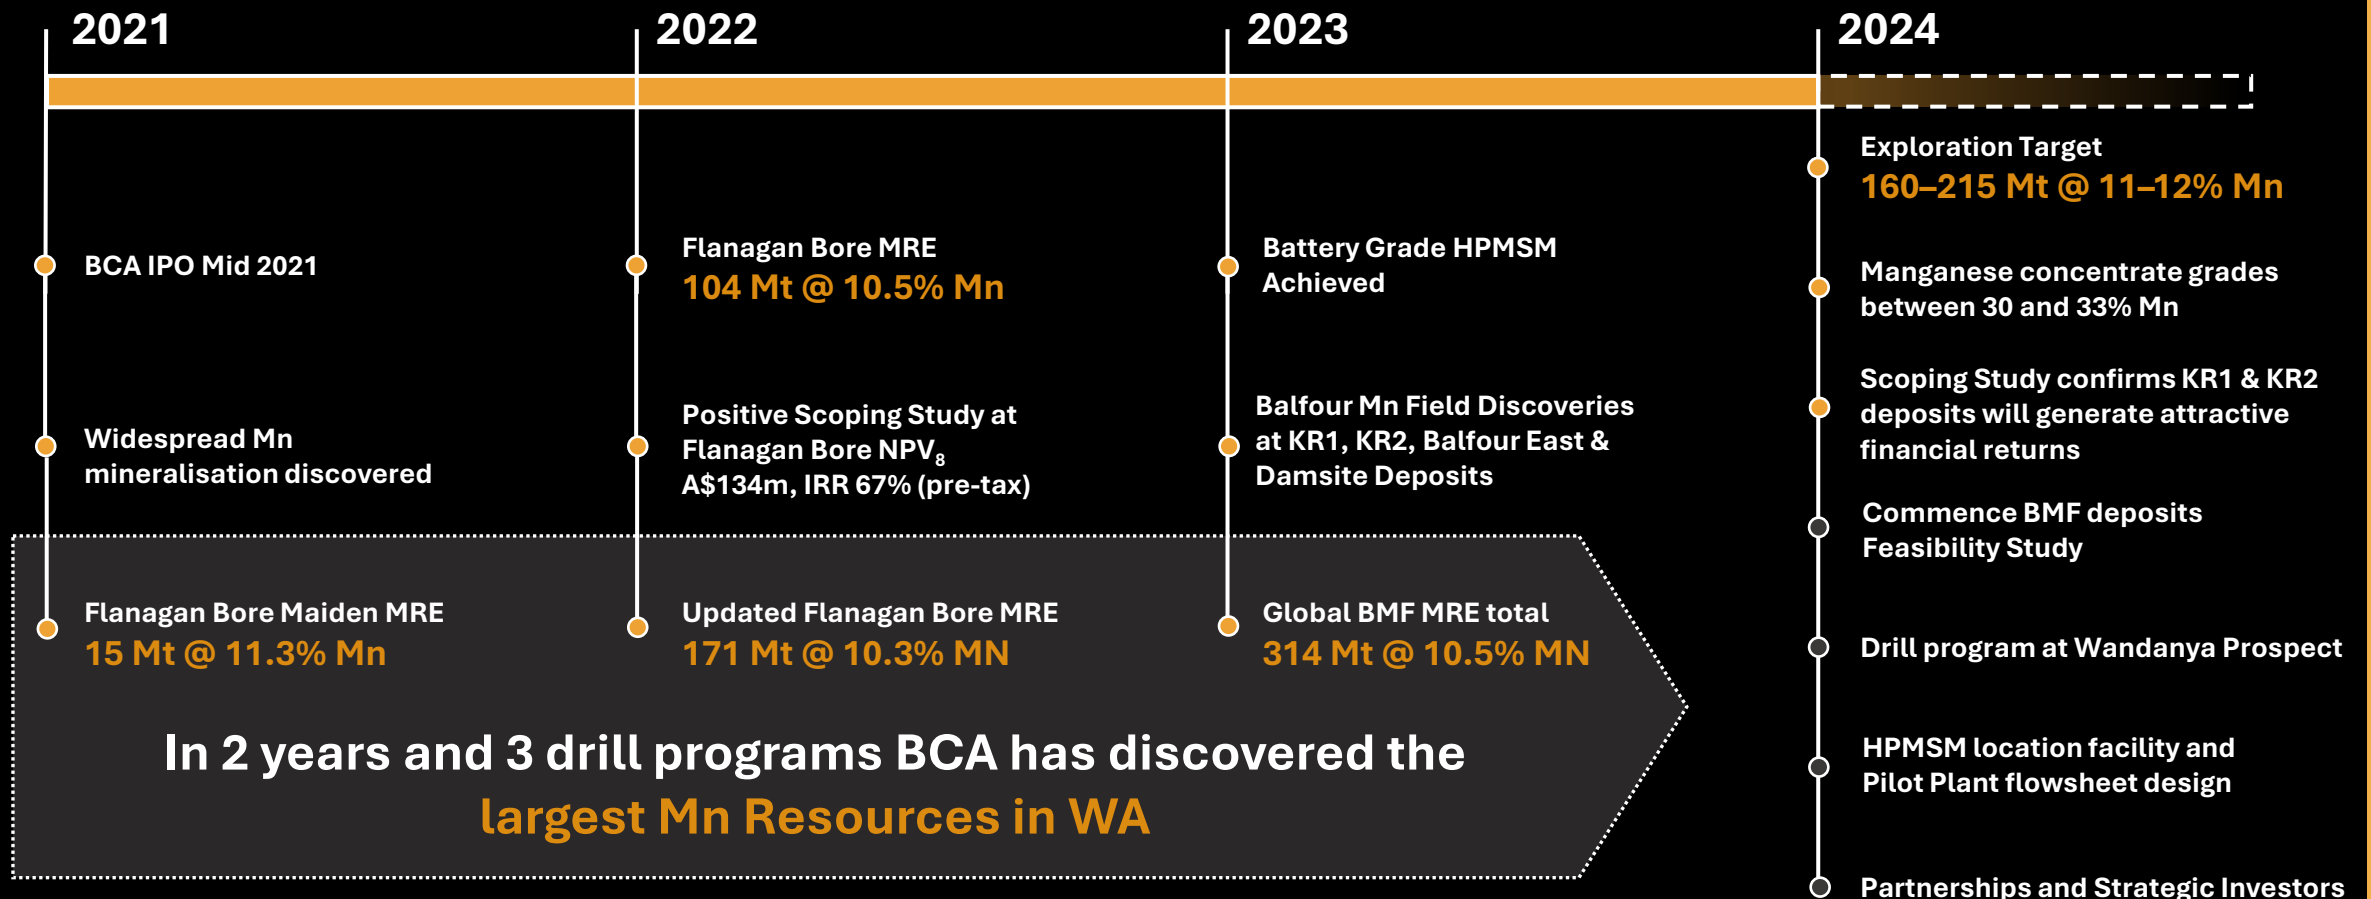 2021
BCA IPO Mid 2021
Widespread Mn
mineralisation discovered
Flanagan Bore Maiden MRE
15 Mt @ 11.3% Mn
2022
Flanagan Bore MRE
104 Mt @ 10.5% Mn
Positive Scoping Study at
Flanagan Bore NPV₈
A$134m, IRR 67% (pre-tax)
Updated Flanagan Bore MRE
171 Mt @ 10.3% MN
2023
Battery Grade HPMSM
Achieved
Balfour Mn Field Discoveries
at KR1, KR2, Balfour East &
Damsite Deposits
Global BMF MRE total
314 Mt @ 10.5% MN
In 2 years and 3 drill programs BCA has discovered the
largest Mn Resources in WA
2024
Exploration Target
160–215 Mt @ 11–12% Mn
Manganese concentrate grades
between 30 and 33% Mn
Scoping Study confirms KR1 & KR2
deposits will generate attractive
financial returns
Commence BMF deposits
Feasibility Study
Drill program at Wandanya Prospect
HPMSM location facility and
Pilot Plant flowsheet design
Partnerships and Strategic Investors